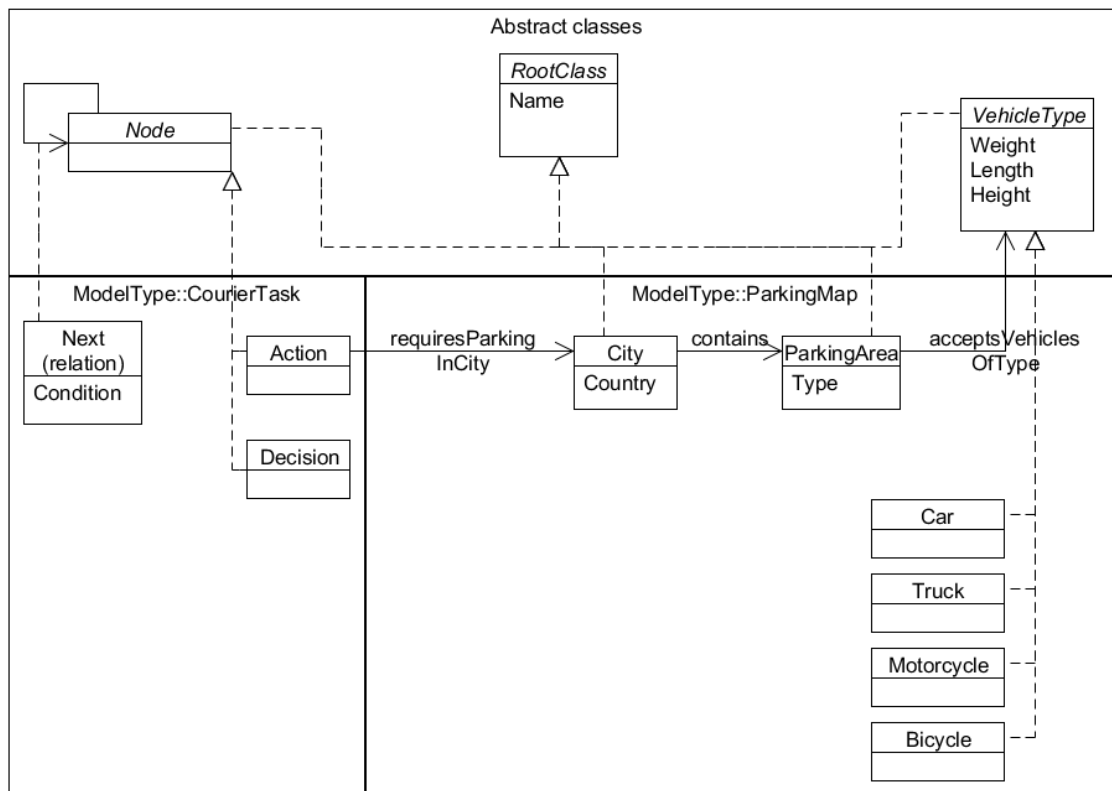 Abstract classes
RootClass
Name
Node
VehicleType
Weight
Length
Height
ModelType::CourierTask
ModelType::ParkingMap
Next
(relation)
Condition
Action
requiresParking
InCity
City
Country
contains
ParkingArea
Type
acceptsVehicles
OfType
Decision
Car
Truck
Motorcycle
Bicycle